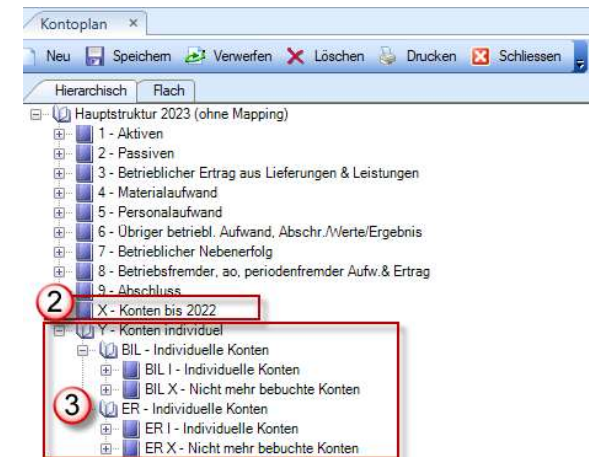 Kontoplan ×
Neu Speichern Verwerfen Löschen Drucken Schliessen
Hierarchisch Flach
Hauptstruktur 2023 (ohne Mapping)
1 - Aktiven
2 - Passiven
3 - Betrieblicher Ertrag aus Lieferungen & Leistungen
4 - Materialaufwand
5 - Personalaufwand
6 - Übriger betriebl. Aufwand, Abschr./Werte/Ergebnis
7 - Betrieblicher Nebenerfolg
8 - Betriebsfremder, ao, periodenfremder Aufw.& Ertrag
9 - Abschluss
2 X - Konten bis 2022
Y - Konten individuel
BIL - Individuelle Konten
BIL I - Individuelle Konten
BIL X - Nicht mehr bebuchte Konten
3 ER - Individuelle Konten
ER I - Individuelle Konten
ER X - Nicht mehr bebuchte Konten